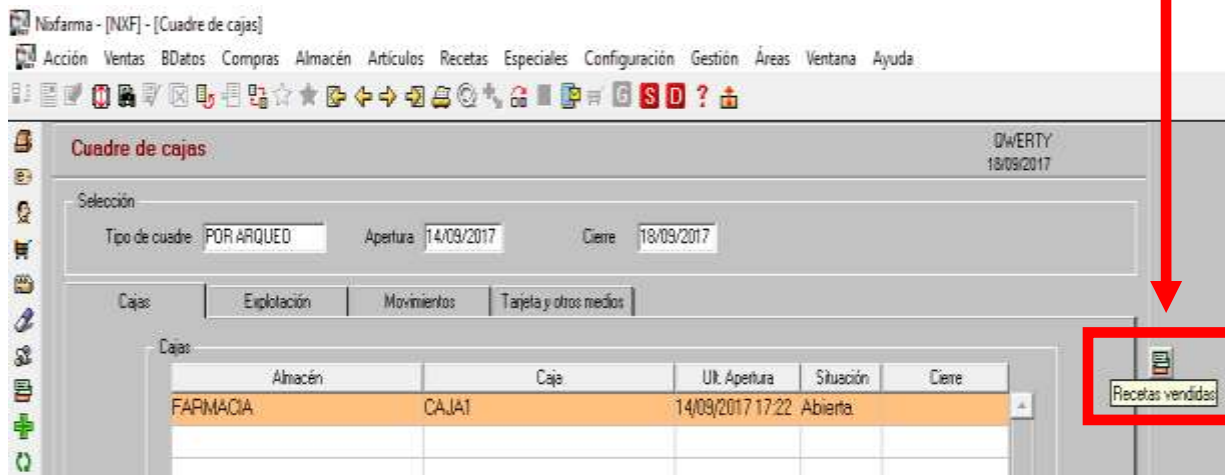 Nixfarma - [NXF] - [Cuadre de cajas]
Acción Ventas BDatos Compras Almacén Artículos Recetas Especiales Configuración Gestión Áreas Ventana Ayuda
G S D ?
Cuadre de cajas QWERTY
18/09/2017
Selección
Tipo de cuadre POR ARQUEO Apertura 14/09/2017 Cierre 18/09/2017
Cajas Explotación Movimientos Tarjeta y otros medios
Cajas
Almacén Caja Ult. Apertura Situación Cierre
FARMACIA CAJA1 14/09/2017 17:22 Abierta
Recetas vendidas